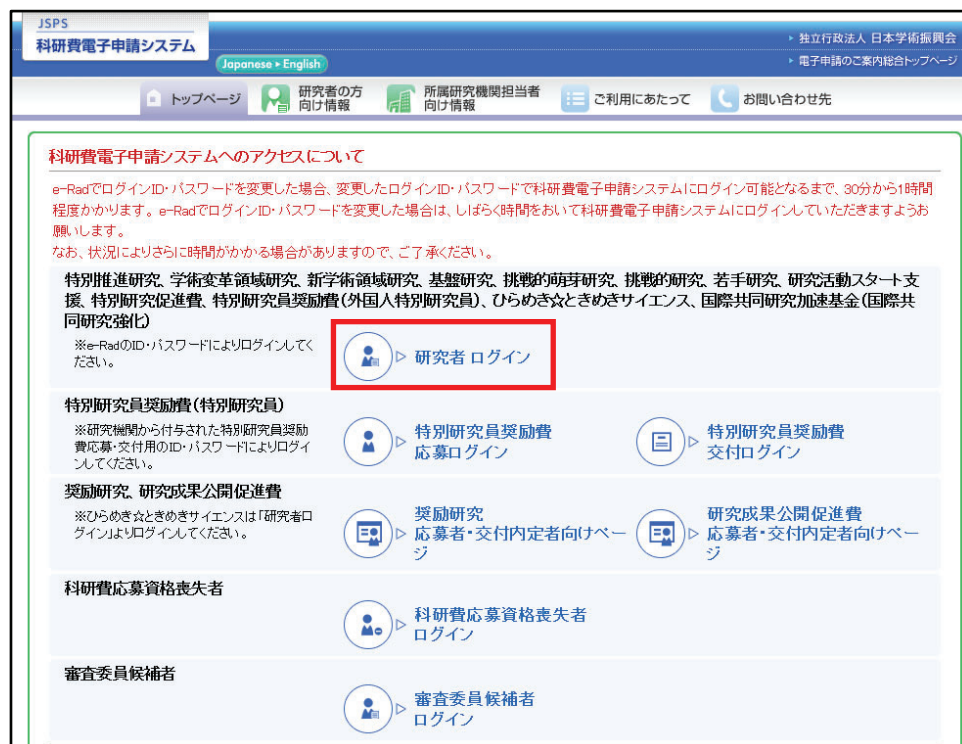 JSPS
科研費電子申請システム
Japanese ▸ English
独立行政法人 日本学術振興会
電子申請のご案内総合トップページ
トップページ
研究者の方
向け情報
所属研究機関担当者
向け情報
ご利用にあたって
お問い合わせ先
科研費電子申請システムへのアクセスについて
e-RadでログインID・パスワードを変更した場合、変更したログインID・パスワードで科研費電子申請システムにログイン可能となるまで、30分から1時間
程度かかります。e-RadでログインID・パスワードを変更した場合は、しばらく時間をおいて科研費電子申請システムにログインしていただきますようお
願いします。
なお、状況によりさらに時間がかかる場合がありますので、ご了承ください。
特別推進研究、学術変革領域研究、新学術領域研究、基盤研究、挑戦的萌芽研究、挑戦的研究、若手研究、研究活動スタート支
援、特別研究促進費、特別研究員奨励費(外国人特別研究員)、ひらめき☆ときめきサイエンス、国際共同研究加速基金(国際共
同研究強化)
※e-RadのID・パスワードによりログインしてく
ださい。
研究者 ログイン
特別研究員奨励費(特別研究員)
※研究機関から付与された特別研究員奨励
費応募・交付用のID・パスワードによりログイ
ンしてください。
特別研究員奨励費
応募ログイン
特別研究員奨励費
交付ログイン
奨励研究、研究成果公開促進費
※ひらめき☆ときめきサイエンスは「研究者ロ
グイン」よりログインしてください。
奨励研究
応募者・交付内定者向けペー
ジ
研究成果公開促進費
応募者・交付内定者向けペー
ジ
科研費応募資格喪失者
科研費応募資格喪失者
ログイン
審査委員候補者
審査委員候補者
ログイン